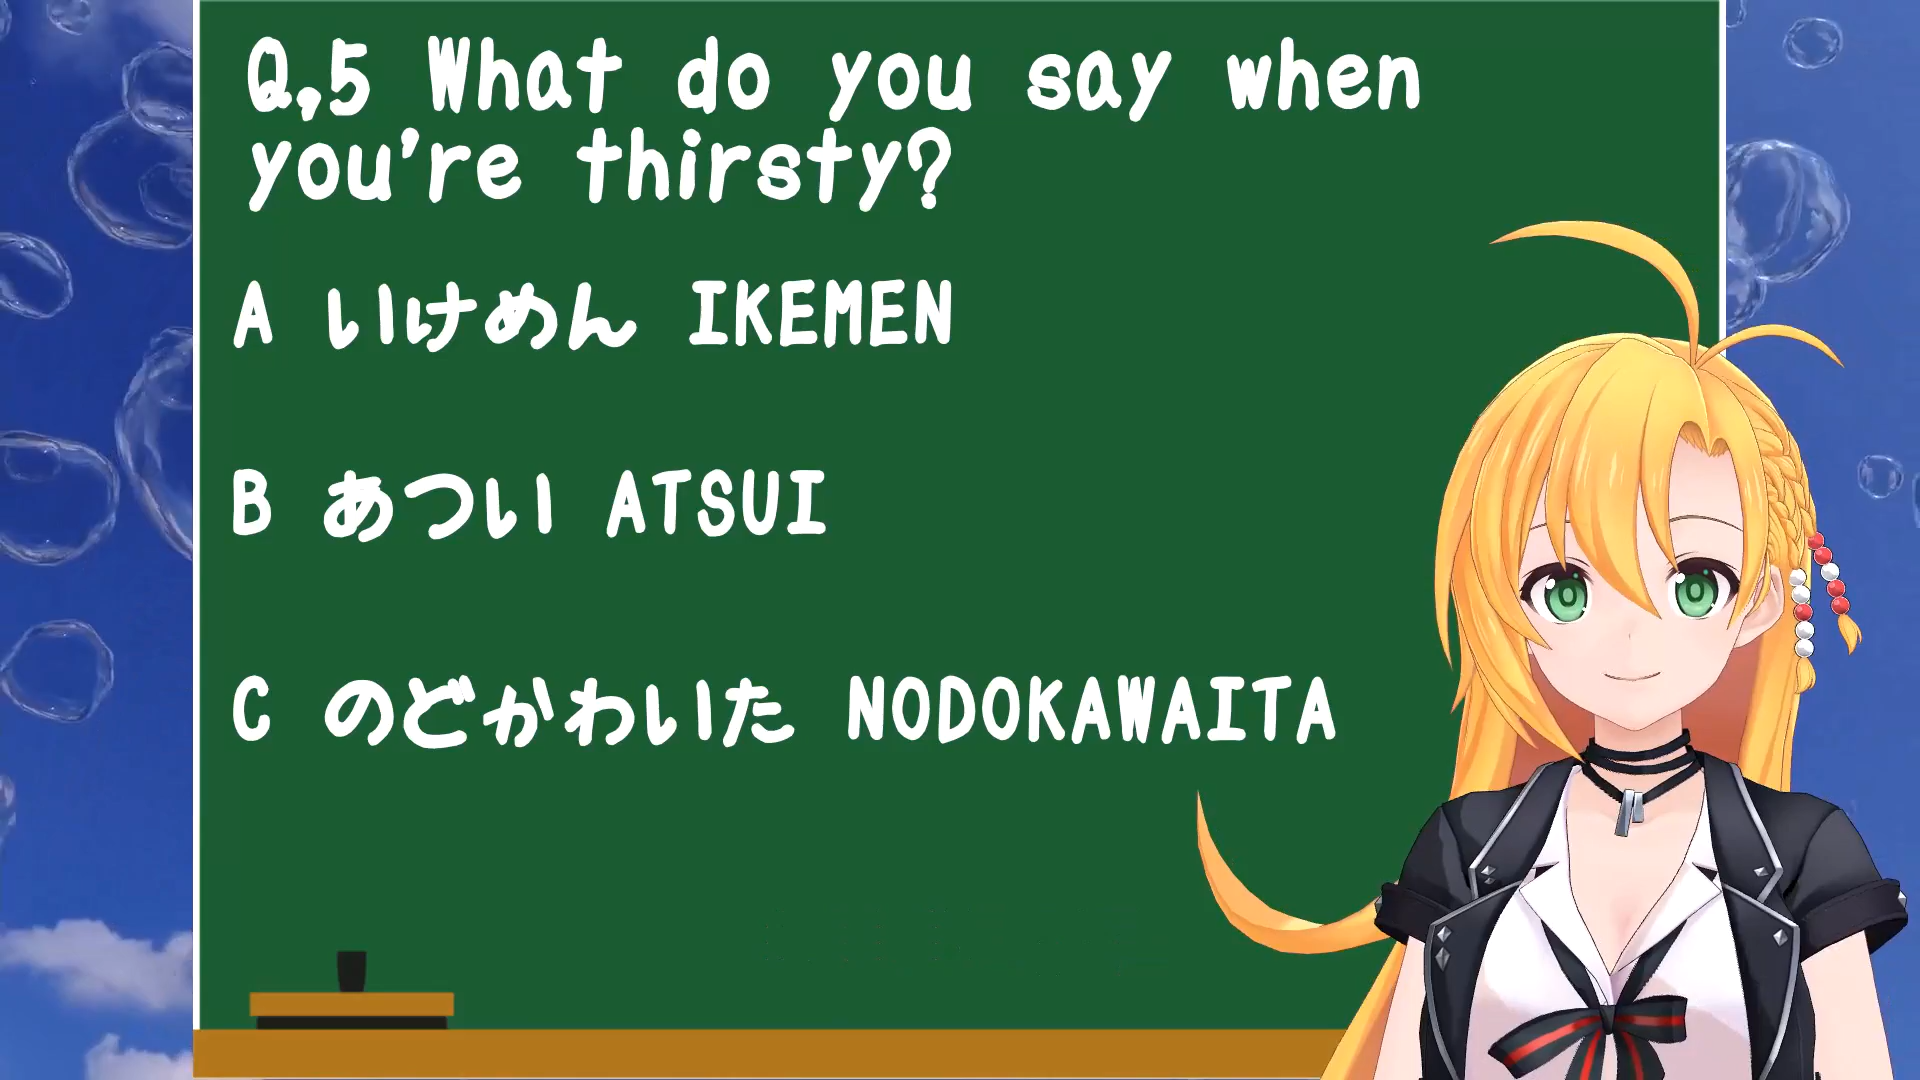 Q,5 What do you say when
you're thirsty?
A いけめん IKEMEN
B あつい ATSUI
C のどかわいた NODOKAWAITA